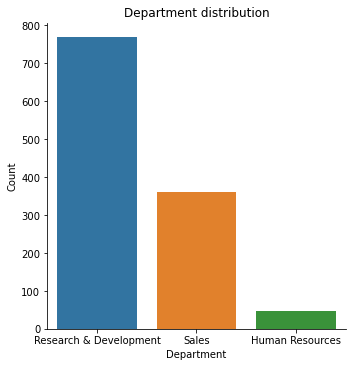 Department distribution
800
700
600
500
400
300
200
100
0
Count
Research & Development Sales Human Resources
Department